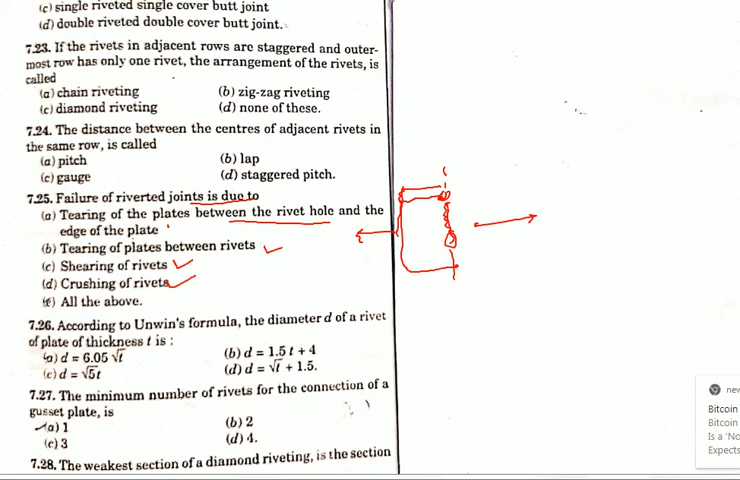 (c) single riveted single cover butt joint
(d) double riveted double cover butt joint.
7.23. If the rivets in adjacent rows are staggered and outer-
most row has only one rivet, the arrangement of the rivets, is
called
(a) chain riveting (b) zig-zag riveting
(c) diamond riveting (d) none of these.
7.24. The distance between the centres of adjacent rivets in
the same row, is called
(a) pitch (b) lap
(c) gauge (d) staggered pitch.
7.25. Failure of riverted joints is due to
(a) Tearing of the plates between the rivet hole and the
edge of the plate
(b) Tearing of plates between rivets
(c) Shearing of rivets
(d) Crushing of rivets
(e) All the above.
7.26. According to Unwin's formula, the diameter d of a rivet
of plate of thickness t is :
(a) d = 6.05 √t (b) d = 1.5 t + 4
(c) d = √5t (d) d = √t + 1.5.
7.27. The minimum number of rivets for the connection of a
gusset plate, is
(a) 1 (b) 2
(c) 3 (d) 4.
7.28. The weakest section of a diamond riveting, is the section
new
Bitcoin
Bitcoin
Is a 'No
Expects